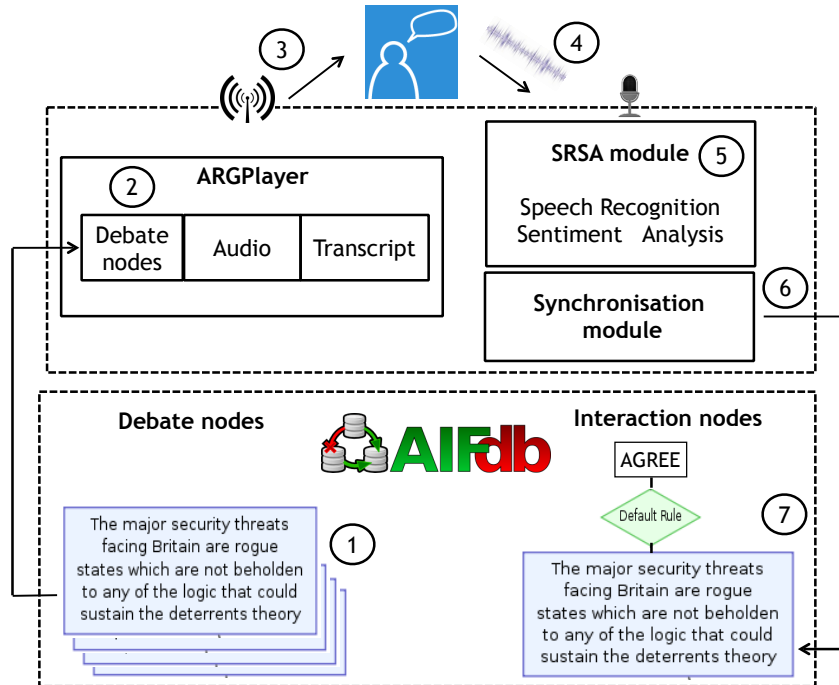 3
4
2
ARGPlayer
Debate
nodes
Audio
Transcript
SRSA module
5
Speech Recognition
Sentiment Analysis
Synchronisation
module
6
Debate nodes
AIFdb
Interaction nodes
AGREE
Default Rule
7
The major security threats
facing Britain are rogue
states which are not beholden
to any of the logic that could
sustain the deterrents theory
1
The major security threats
facing Britain are rogue
states which are not beholden
to any of the logic that could
sustain the deterrents theory